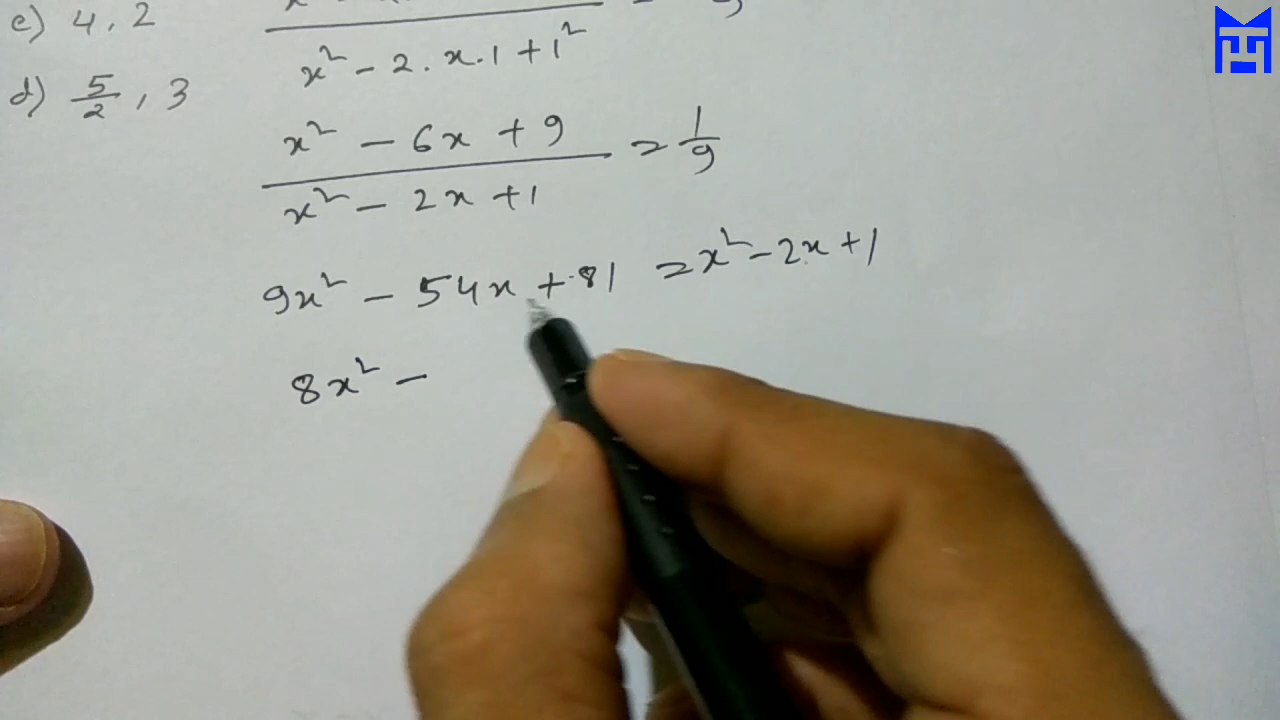 c) 4, 2
d) 5/2, 3
x² - 2.x.1 + 1²
x² - 6x + 9 / x² - 2x + 1 = 1/9
9x² - 54x + 81 = x² - 2x + 1
8x² -